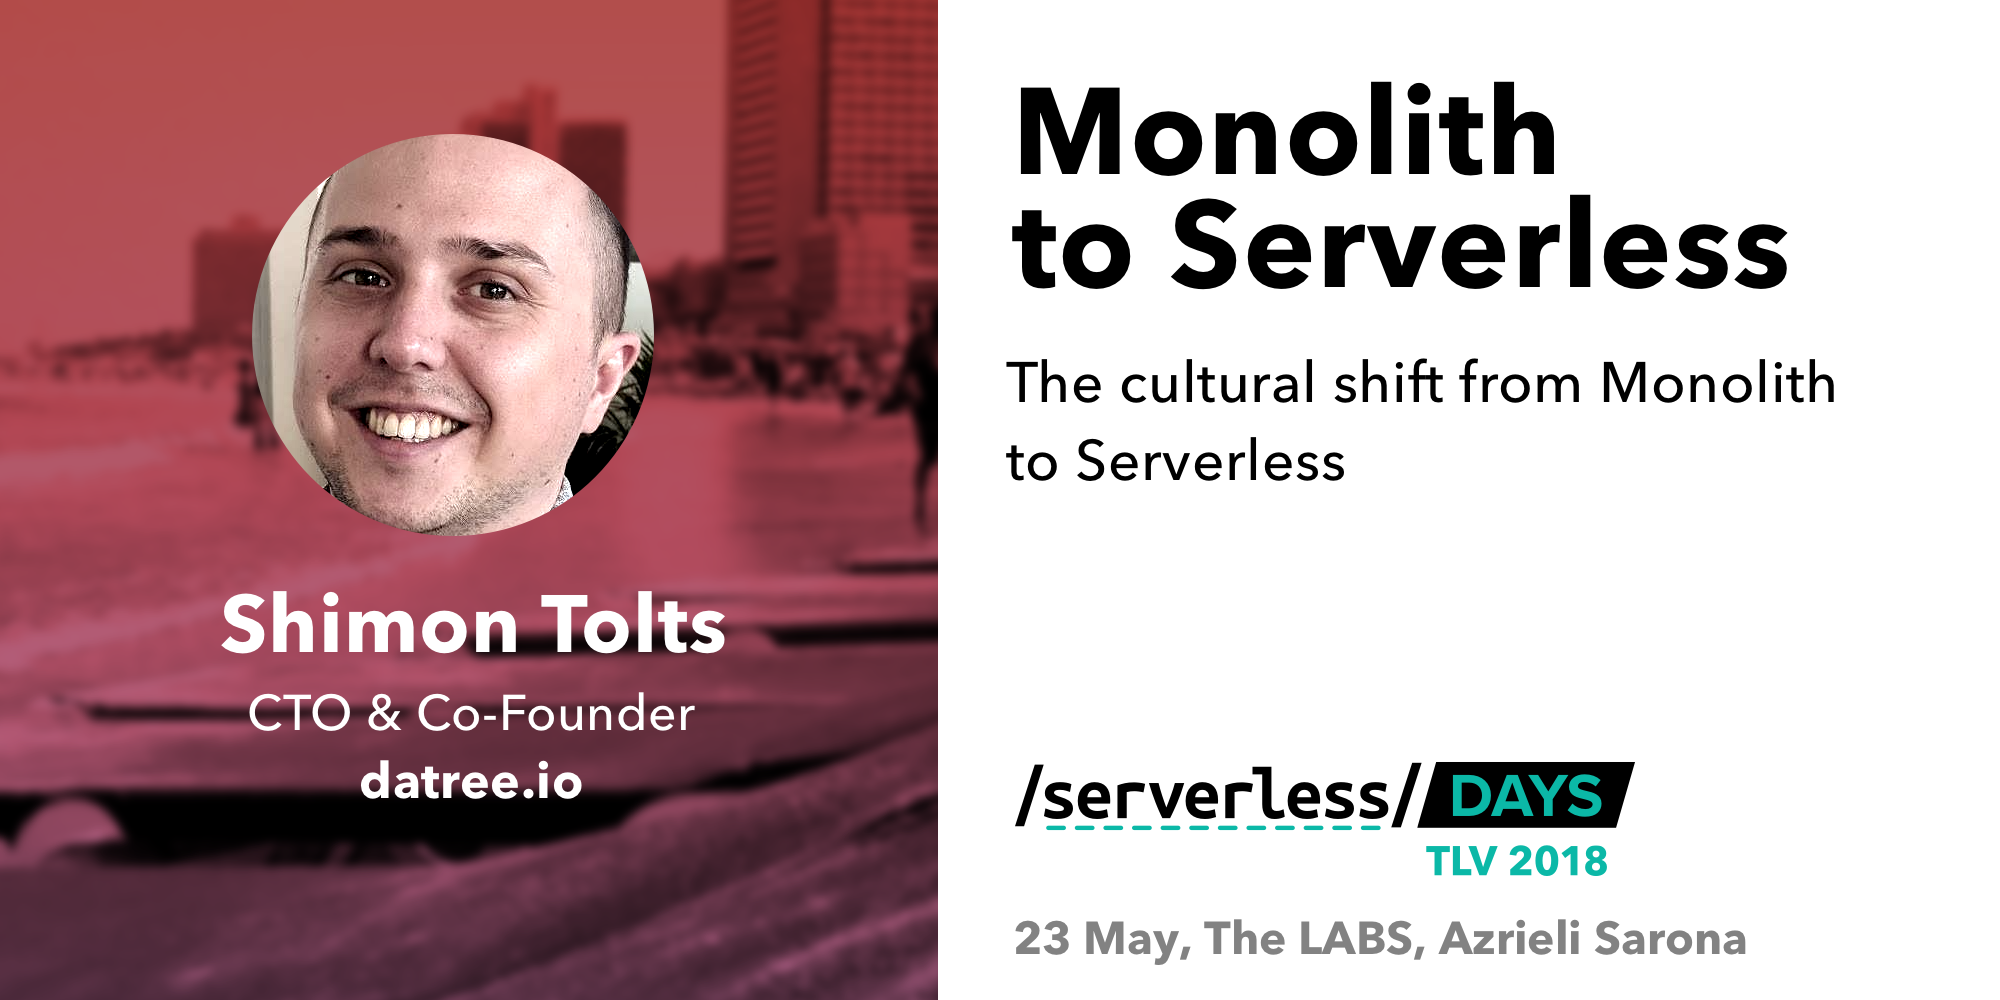 Shimon Tolts
CTO & Co-Founder
datree.io
Monolith
to Serverless
The cultural shift from Monolith
to Serverless
/serverless/DAYS
TLV 2018
23 May, The LABS, Azrieli Sarona